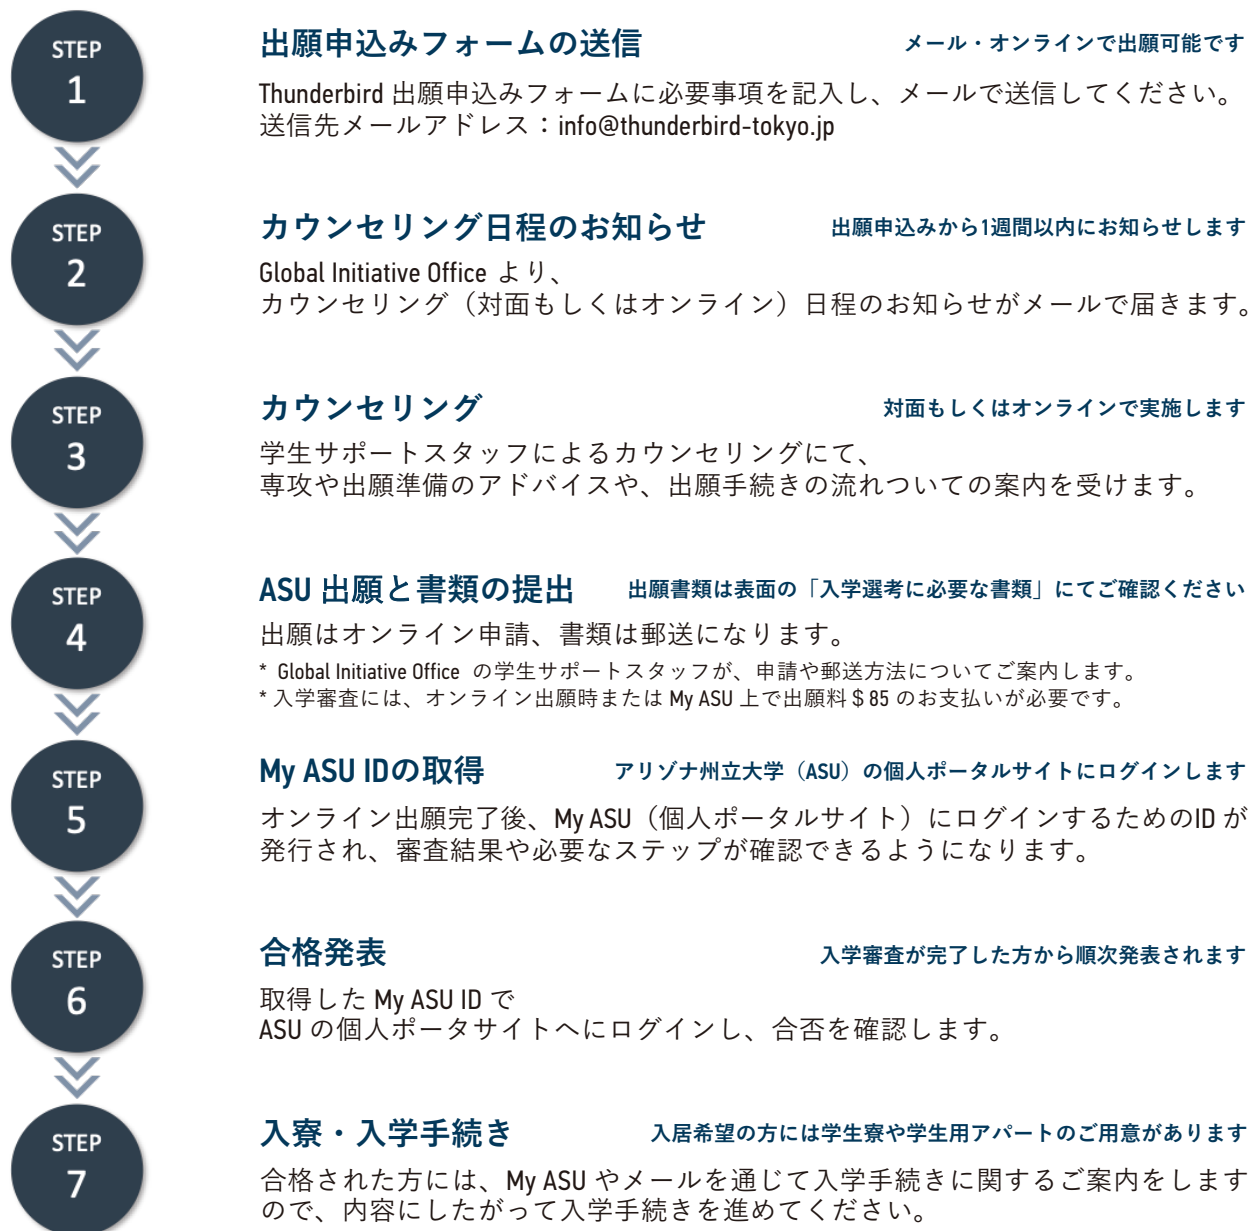 STEP
1
出願申込みフォームの送信
メール・オンラインで出願可能です
Thunderbird 出願申込みフォームに必要事項を記入し、メールで送信してください。
送信先メールアドレス：info@thunderbird-tokyo.jp
STEP
2
カウンセリング日程のお知らせ
出願申込みから1週間以内にお知らせします
Global Initiative Office より、
カウンセリング（対面もしくはオンライン）日程のお知らせがメールで届きます。
STEP
3
カウンセリング
対面もしくはオンラインで実施します
学生サポートスタッフによるカウンセリングにて、
専攻や出願準備のアドバイスや、出願手続きの流れついての案内を受けます。
STEP
4
ASU 出願と書類の提出
出願書類は表面の「入学選考に必要な書類」にてご確認ください
出願はオンライン申請、書類は郵送になります。
* Global Initiative Office の学生サポートスタッフが、申請や郵送方法についてご案内します。
* 入学審査には、オンライン出願時または My ASU 上で出願料＄85 のお支払いが必要です。
STEP
5
My ASU IDの取得
アリゾナ州立大学（ASU）の個人ポータルサイトにログインします
オンライン出願完了後、My ASU（個人ポータルサイト）にログインするためのID が
発行され、審査結果や必要なステップが確認できるようになります。
STEP
6
合格発表
入学審査が完了した方から順次発表されます
取得した My ASU ID で
ASU の個人ポータサイトへにログインし、合否を確認します。
STEP
7
入寮・入学手続き
入居希望の方には学生寮や学生用アパートのご用意があります
合格された方には、My ASU やメールを通じて入学手続きに関するご案内をします
ので、内容にしたがって入学手続きを進めてください。